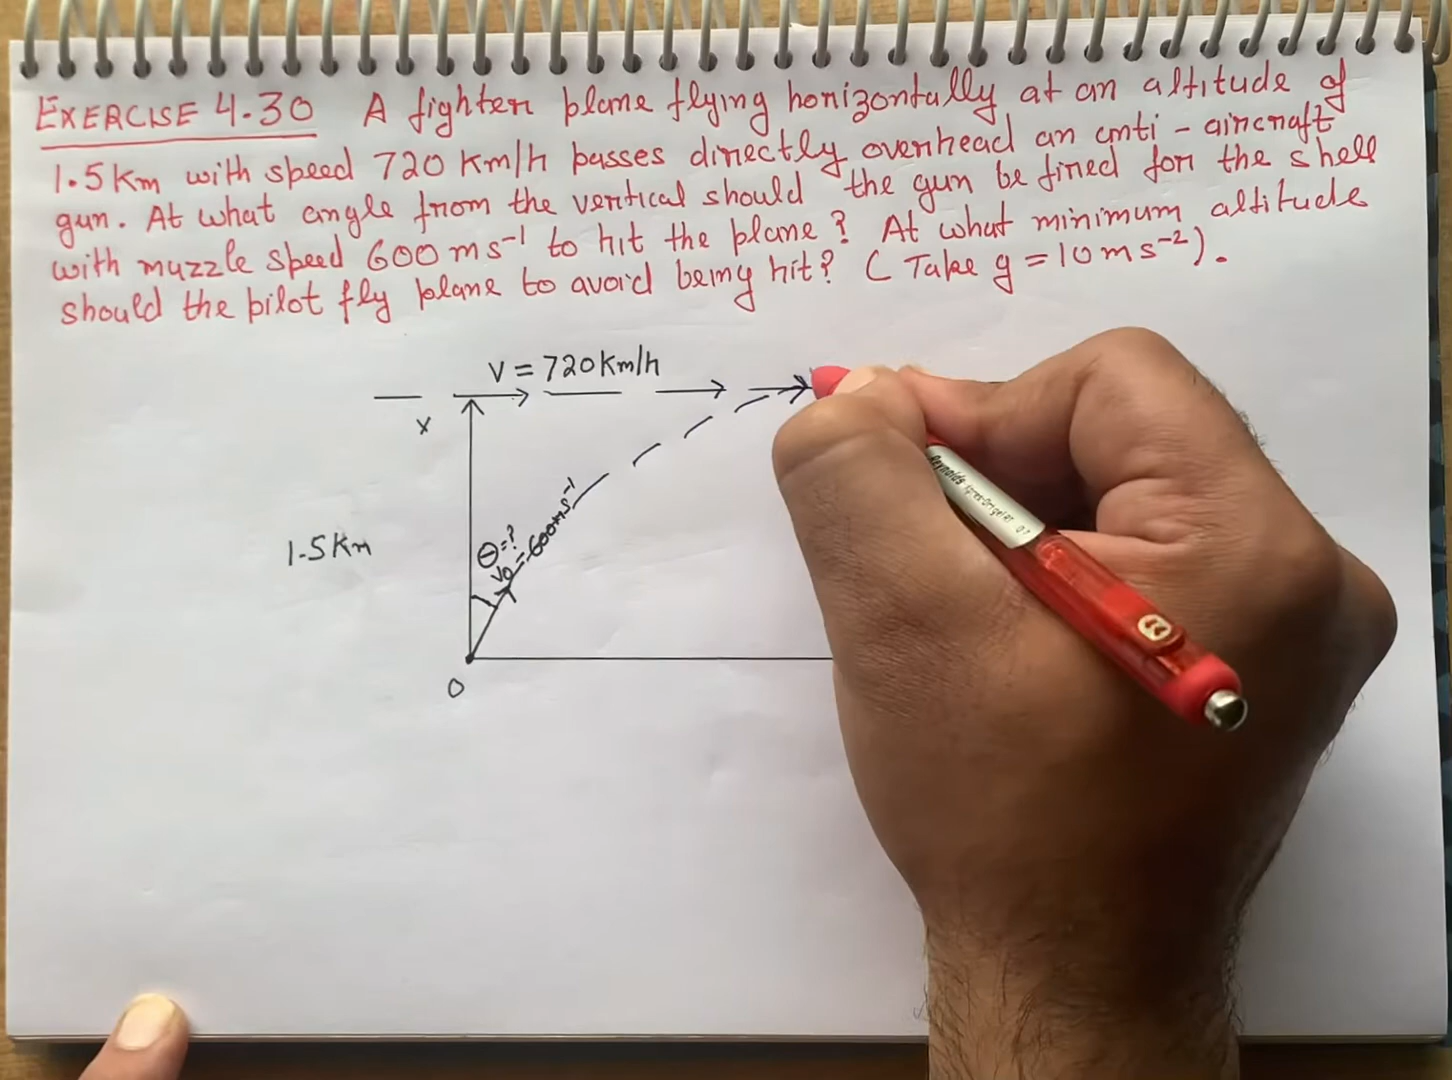 EXERCISE 4.30 A fighter plane flying horizontally at an altitude of
1.5 Km with speed 720 Km/h passes directly overhead an anti-aircraft
gun. At what angle from the vertical should the gun be fired for the shell
with muzzle speed 600 ms⁻¹ to hit the plane? At what minimum altitude
should the pilot fly plane to avoid being hit? (Take g = 10 ms⁻²).
V = 720 Km/h
x
1.5 Km
θ=?
V₀ = 600ms⁻¹
O
Reynolds